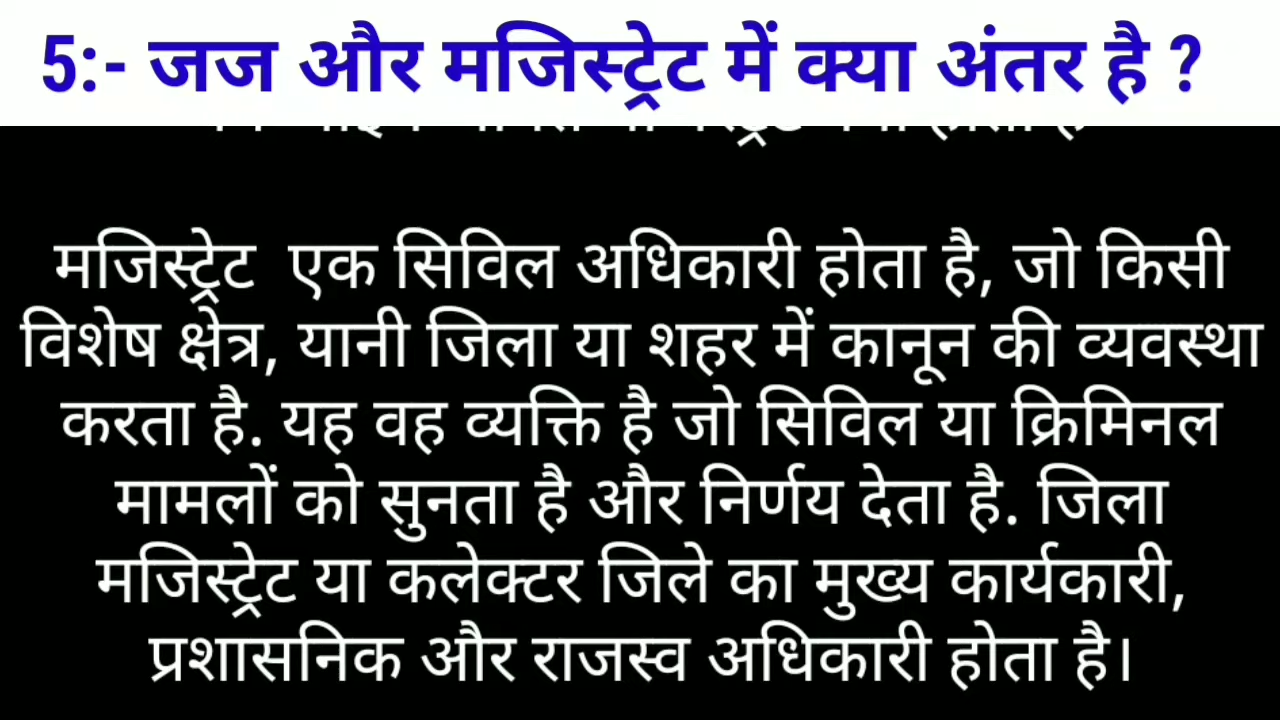 5:- जज और मजिस्ट्रेट में क्या अंतर है ?
मजिस्ट्रेट एक सिविल अधिकारी होता है, जो किसी
विशेष क्षेत्र, यानी जिला या शहर में कानून की व्यवस्था
करता है. यह वह व्यक्ति है जो सिविल या क्रिमिनल
मामलों को सुनता है और निर्णय देता है. जिला
मजिस्ट्रेट या कलेक्टर जिले का मुख्य कार्यकारी,
प्रशासनिक और राजस्व अधिकारी होता है।